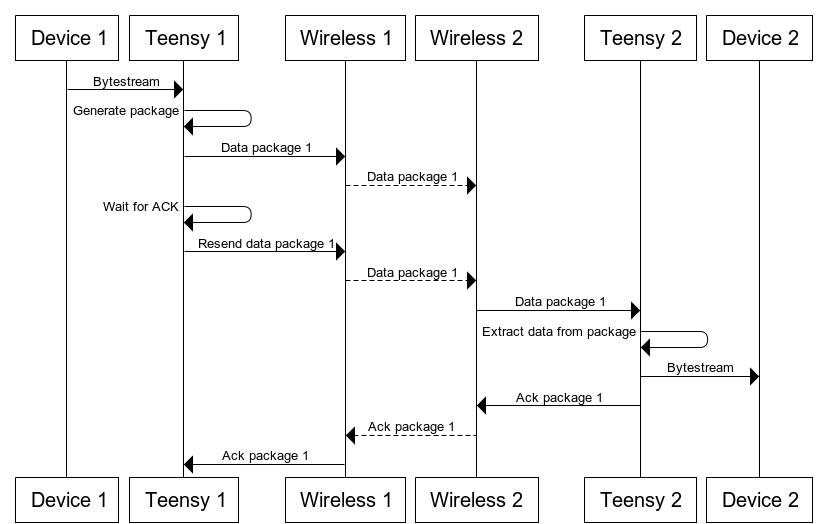 Device 1
Teensy 1
Wireless 1
Wireless 2
Teensy 2
Device 2
Bytestream
Generate package
Data package 1
Data package 1
Wait for ACK
Resend data package 1
Data package 1
Data package 1
Extract data from package
Bytestream
Ack package 1
Ack package 1
Ack package 1
Device 1
Teensy 1
Wireless 1
Wireless 2
Teensy 2
Device 2